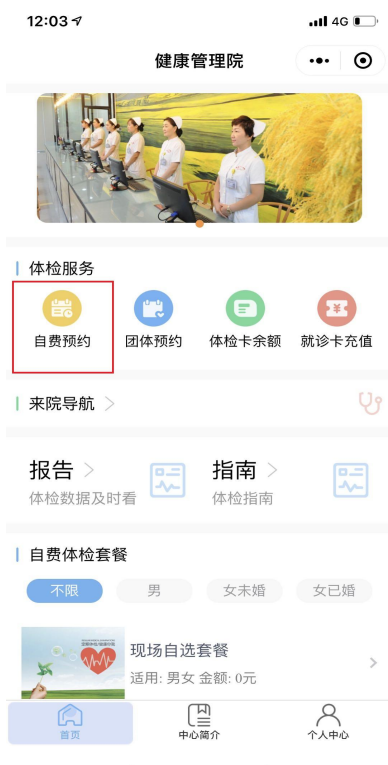 12:03
4G
健康管理院
体检服务
自费预约 团体预约 体检卡余额 就诊卡充值
来院导航 >
报告 > 指南 >
体检数据及时看 体检指南
自费体检套餐
不限 男 女未婚 女已婚
现场自选套餐
适用: 男女 金额: 0元
首页 中心简介 个人中心